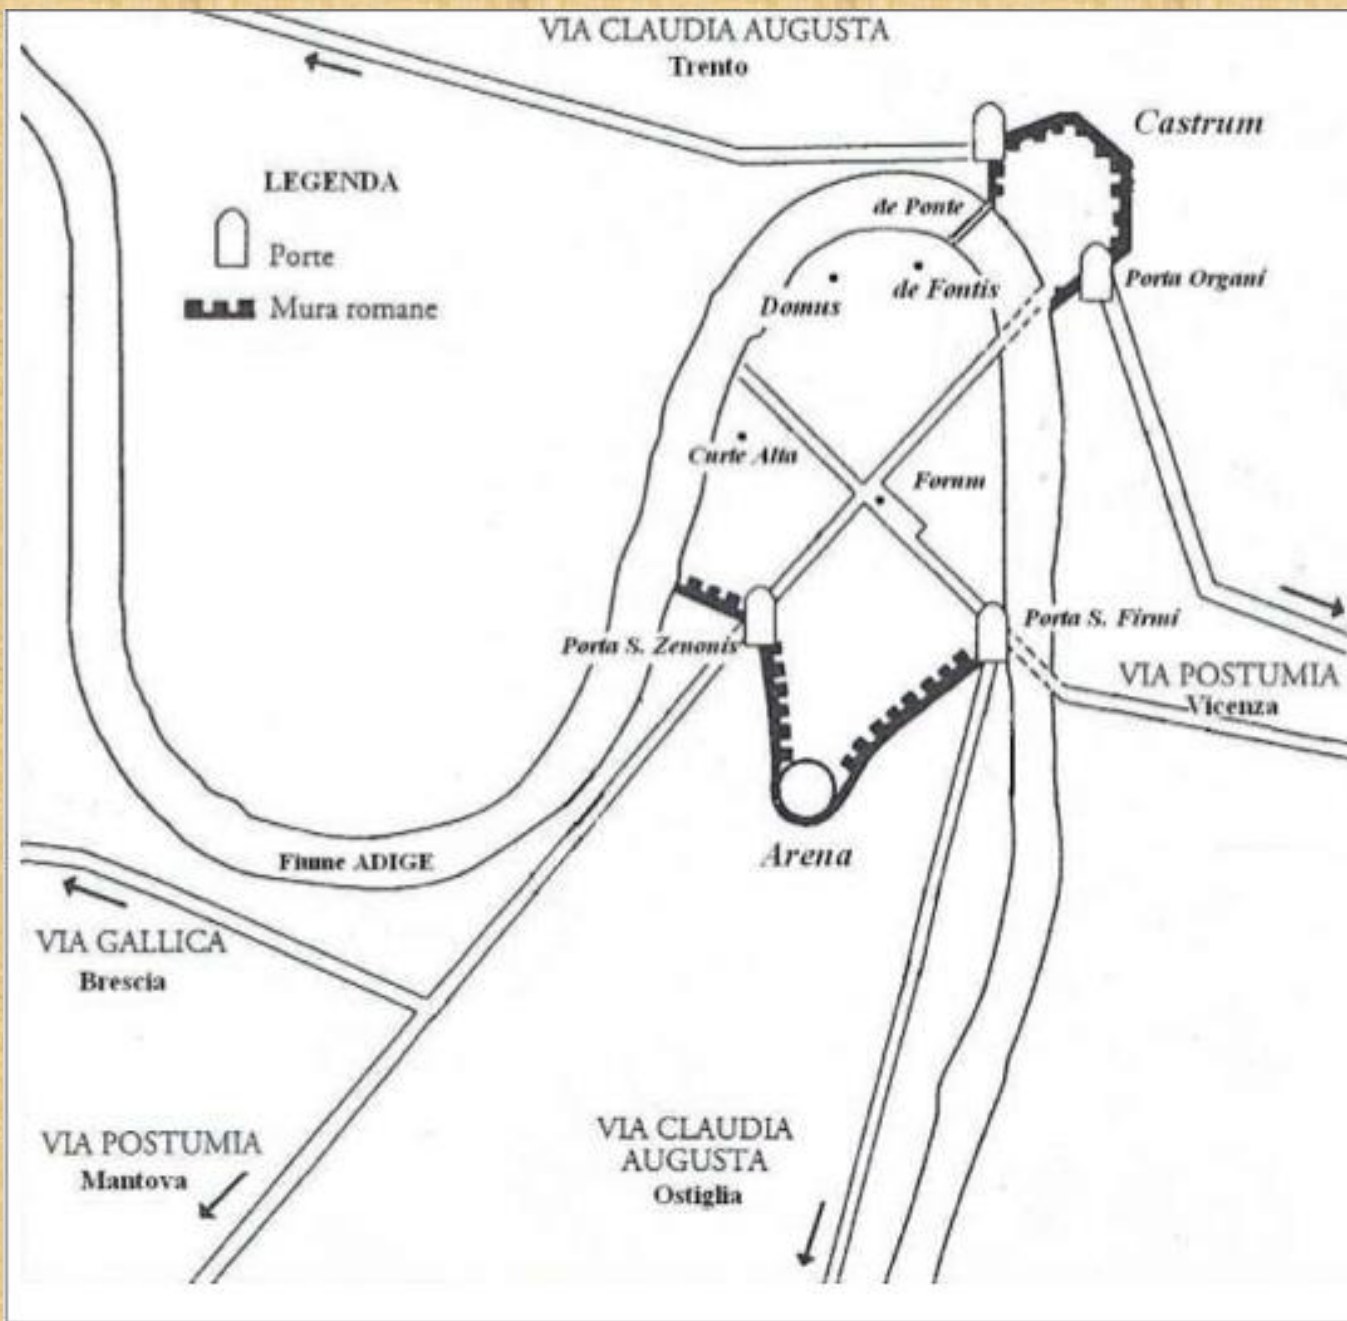 VIA CLAUDIA AUGUSTA
Trento
Castrum
LEGENDA
Porte
Mura romane
de Ponte
Domus
de Fontis
Porta Organi
Curte Alta
Forum
Porta S. Zenonis
Porta S. Firmi
VIA POSTUMIA
Vicenza
Arena
Fiume ADIGE
VIA GALLICA
Brescia
VIA POSTUMIA
Mantova
VIA CLAUDIA
AUGUSTA
Ostiglia